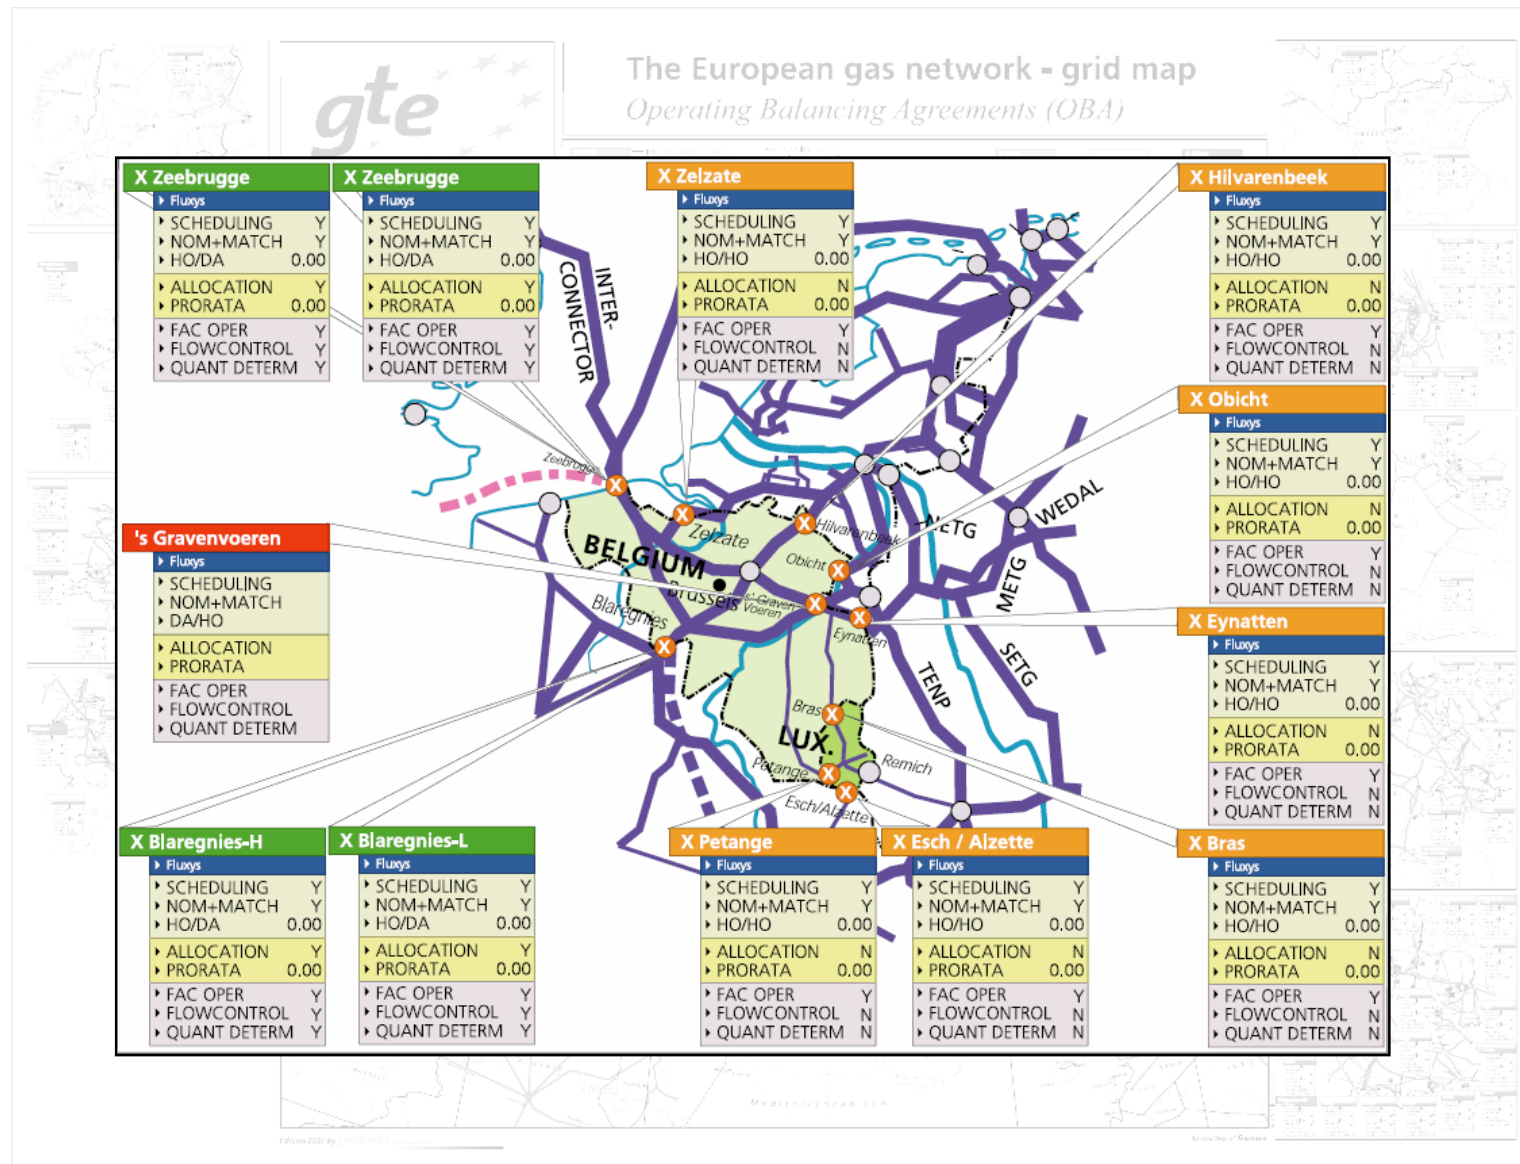 gte
The European gas network - grid map
Operating Balancing Agreements (OBA)
X Zeebrugge
Fluxys
SCHEDULING Y
NOM+MATCH Y
HO/DA 0.00
ALLOCATION Y
PRORATA 0.00
FAC OPER Y
FLOWCONTROL Y
QUANT DETERM Y
X Zeebrugge
Fluxys
SCHEDULING Y
NOM+MATCH Y
HO/DA 0.00
ALLOCATION Y
PRORATA 0.00
FAC OPER Y
FLOWCONTROL Y
QUANT DETERM Y
X Zelzate
Fluxys
SCHEDULING Y
NOM+MATCH Y
HO/HO 0.00
ALLOCATION N
PRORATA 0.00
FAC OPER Y
FLOWCONTROL N
QUANT DETERM N
X Hilvarenbeek
Fluxys
SCHEDULING Y
NOM+MATCH Y
HO/HO 0.00
ALLOCATION N
PRORATA 0.00
FAC OPER Y
FLOWCONTROL N
QUANT DETERM N
X Obicht
Fluxys
SCHEDULING Y
NOM+MATCH Y
HO/HO 0.00
ALLOCATION N
PRORATA 0.00
FAC OPER Y
FLOWCONTROL N
QUANT DETERM N
INTER-
CONNECTOR
Zeebrugge
X
X
Zelzate
X
Hilvarenbeek
NETG
WEDAL
METG
BELGIUM
Brussels
Obicht
X
s' Graven
Voeren
X
X
Eynatten
Blaregnies
X
SETG
TENP
Bras
X
LUX.
Petange
X
Remich
Esch/Alzette
X
's Gravenvoeren
Fluxys
SCHEDULING
NOM+MATCH
DA/HO
ALLOCATION
PRORATA
FAC OPER
FLOWCONTROL
QUANT DETERM
X Eynatten
Fluxys
SCHEDULING Y
NOM+MATCH Y
HO/HO 0.00
ALLOCATION N
PRORATA 0.00
FAC OPER Y
FLOWCONTROL N
QUANT DETERM N
X Blaregnies-H
Fluxys
SCHEDULING Y
NOM+MATCH Y
HO/DA 0.00
ALLOCATION Y
PRORATA 0.00
FAC OPER Y
FLOWCONTROL Y
QUANT DETERM Y
X Blaregnies-L
Fluxys
SCHEDULING Y
NOM+MATCH Y
HO/DA 0.00
ALLOCATION Y
PRORATA 0.00
FAC OPER Y
FLOWCONTROL Y
QUANT DETERM Y
X Petange
Fluxys
SCHEDULING Y
NOM+MATCH Y
HO/HO 0.00
ALLOCATION N
PRORATA 0.00
FAC OPER Y
FLOWCONTROL N
QUANT DETERM N
X Esch / Alzette
Fluxys
SCHEDULING Y
NOM+MATCH Y
HO/HO 0.00
ALLOCATION N
PRORATA 0.00
FAC OPER Y
FLOWCONTROL N
QUANT DETERM N
X Bras
Fluxys
SCHEDULING Y
NOM+MATCH Y
HO/HO 0.00
ALLOCATION N
PRORATA 0.00
FAC OPER Y
FLOWCONTROL N
QUANT DETERM N
Mediterranean sea